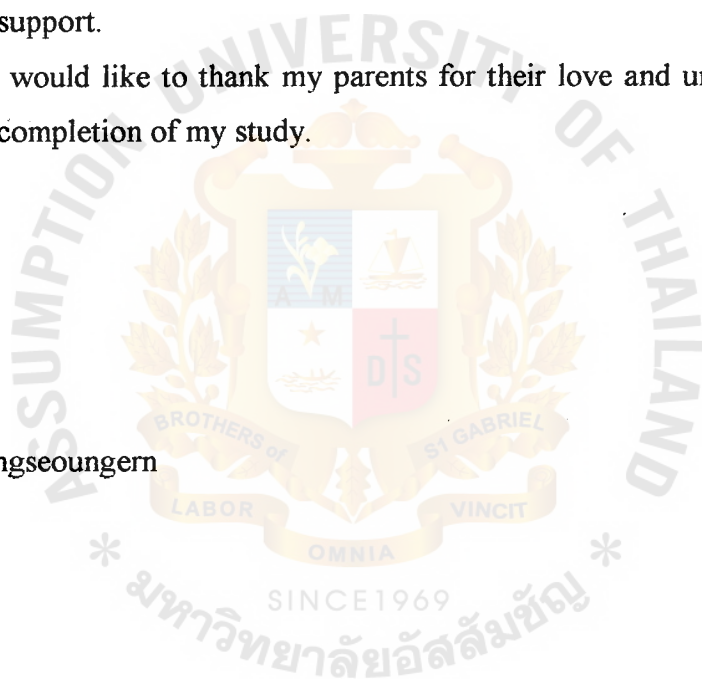 support.
would like to thank my parents for their love and
completion of my study.
ASSUMPTION UNIVERSITY OF THAILAND
A M
D S
BROTHERS of ST GABRIEL
LABOR
VINCIT
OMNIA
SINCE1969
* มหาวิทยาลัยอัสสัมชัญ *